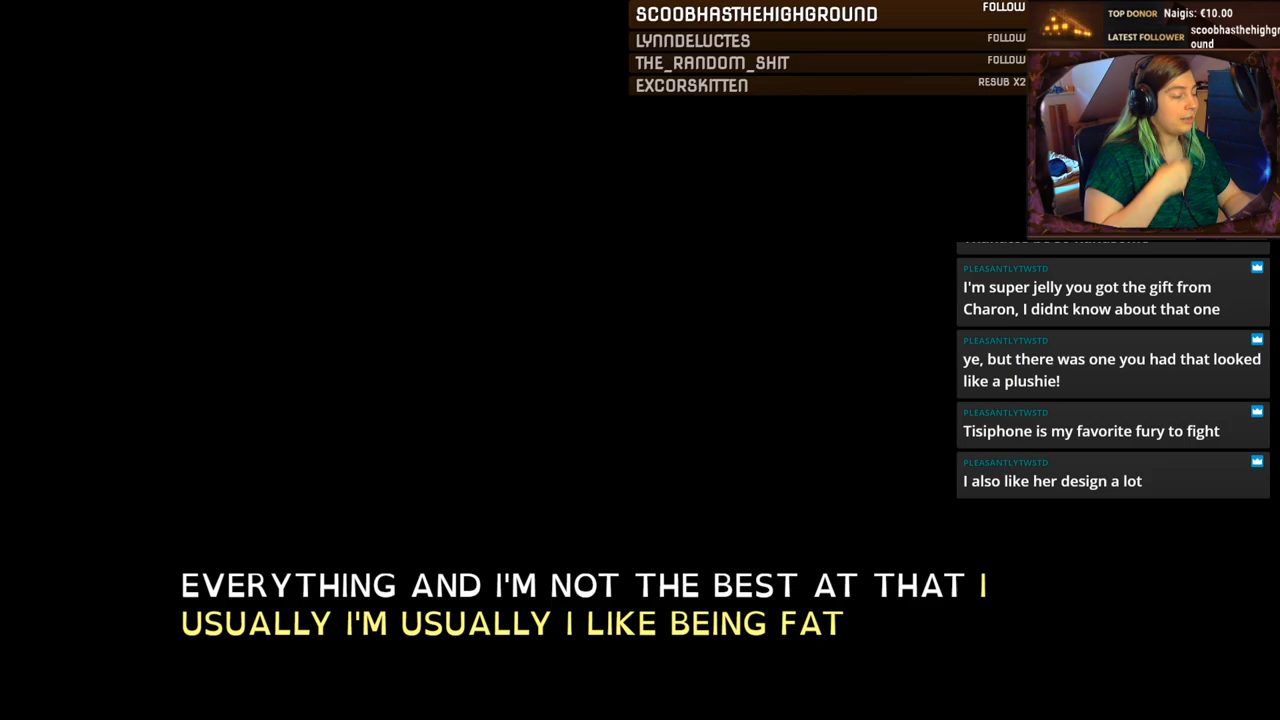 SCOOBHASTHEHIGHGROUND FOLLOW
LYNNDELUCTES FOLLOW
THE_RANDOM_SHIT FOLLOW
EXCORSKITTEN RESUB X2
TOP DONOR Naigis: €10.00
LATEST FOLLOWER scoobhasthehighgr
ound
PLEASANTLYTWSTD
I'm super jelly you got the gift from
Charon, I didnt know about that one
PLEASANTLYTWSTD
ye, but there was one you had that looked
like a plushie!
PLEASANTLYTWSTD
Tisiphone is my favorite fury to fight
PLEASANTLYTWSTD
I also like her design a lot
EVERYTHING AND I'M NOT THE BEST AT THAT I
USUALLY I'M USUALLY I LIKE BEING FAT